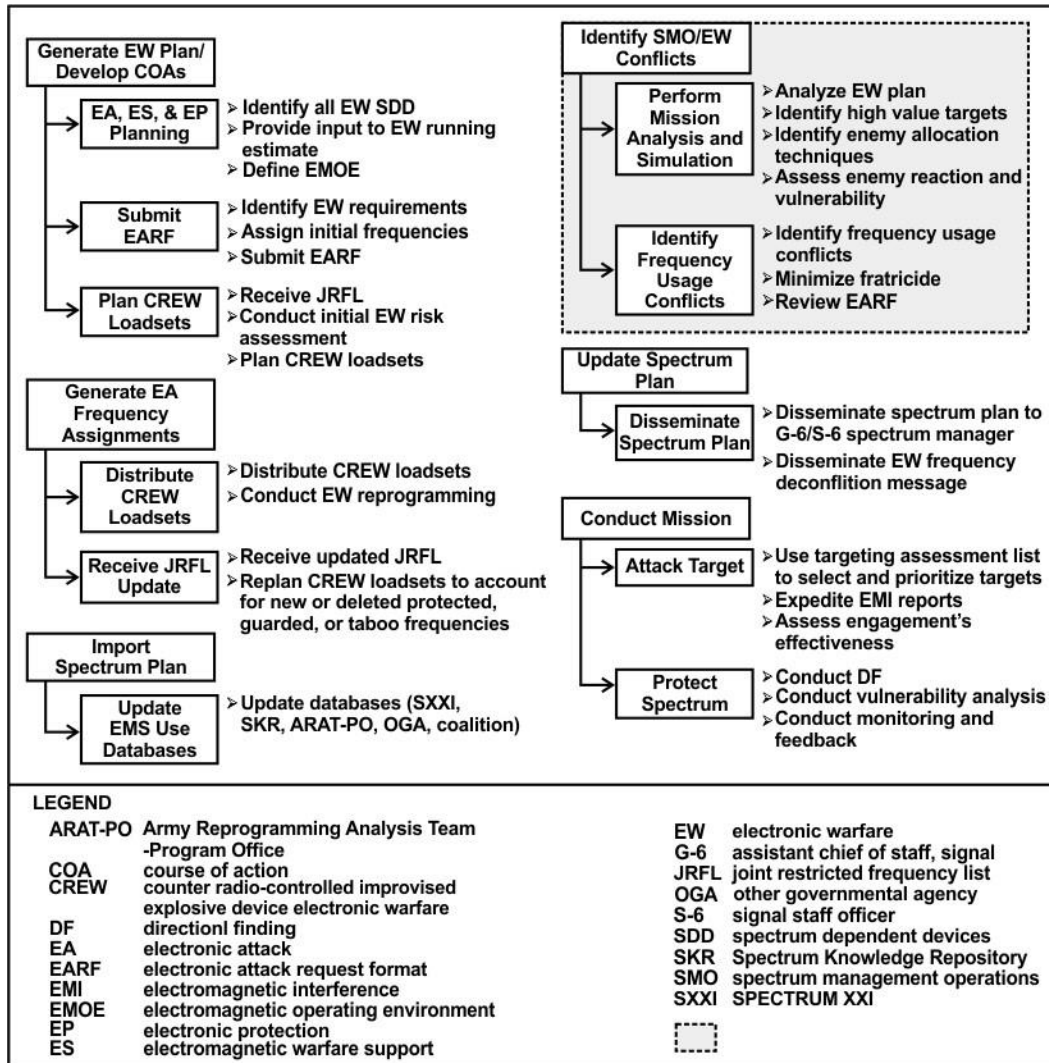 Generate EW Plan/
Develop COAs
EA, ES, & EP
Planning
➢ Identify all EW SDD
➢ Provide input to EW running
estimate
➢ Define EMOE
Submit
EARF
➢ Identify EW requirements
➢ Assign initial frequencies
➢ Submit EARF
Plan CREW
Loadsets
➢ Receive JRFL
➢ Conduct initial EW risk
assessment
➢ Plan CREW loadsets
Generate EA
Frequency
Assignments
Distribute
CREW
Loadsets
➢ Distribute CREW loadsets
➢ Conduct EW reprogramming
Receive JRFL
Update
➢ Receive updated JRFL
➢ Replan CREW loadsets to account
for new or deleted protected,
guarded, or taboo frequencies
Import
Spectrum Plan
Update
EMS Use
Databases
➢ Update databases (SXXI,
SKR, ARAT-PO, OGA, coalition)
Identify SMO/EW
Conflicts
Perform
Mission
Analysis and
Simulation
➢ Analyze EW plan
➢ Identify high value targets
➢ Identify enemy allocation
techniques
➢ Assess enemy reaction and
vulnerability
Identify
Frequency
Usage
Conflicts
➢ Identify frequency usage
conflicts
➢ Minimize fratricide
➢ Review EARF
Update Spectrum
Plan
Disseminate
Spectrum Plan
➢ Disseminate spectrum plan to
G-6/S-6 spectrum manager
➢ Disseminate EW frequency
deconflition message
Conduct Mission
Attack Target
➢ Use targeting assessment list
to select and prioritize targets
➢ Expedite EMI reports
➢ Assess engagement's
effectiveness
Protect
Spectrum
➢ Conduct DF
➢ Conduct vulnerability analysis
➢ Conduct monitoring and
feedback
LEGEND
ARAT-PO Army Reprogramming Analysis Team
-Program Office
COA course of action
CREW counter radio-controlled improvised
explosive device electronic warfare
DF directionl finding
EA electronic attack
EARF electronic attack request format
EMI electromagnetic interference
EMOE electromagnetic operating environment
EP electronic protection
ES electromagnetic warfare support
EW electronic warfare
G-6 assistant chief of staff, signal
JRFL joint restricted frequency list
OGA other governmental agency
S-6 signal staff officer
SDD spectrum dependent devices
SKR Spectrum Knowledge Repository
SMO spectrum management operations
SXXI SPECTRUM XXI